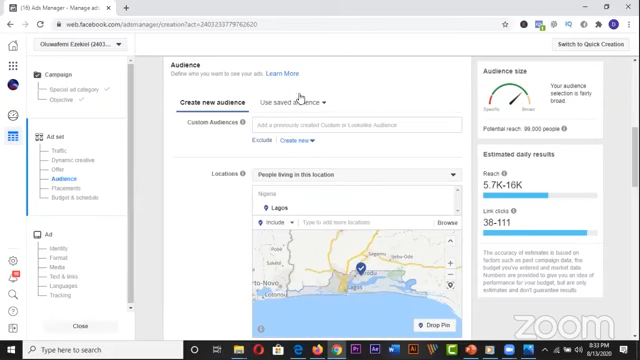 (16) Ads Manager - Manage ads
web.facebook.com/adsmanager/creation?act=2403233779762620
Oluwafemi Ezekiel (24032...
Switch to Quick Creation
Campaign
Special ad category
Objective
Ad set
Traffic
Dynamic creative
Offer
Audience
Placements
Budget & schedule
Ad
Identity
Format
Media
Text & links
Languages
Tracking
Close
Audience
Define who you want to see your ads. Learn More
Create new audience
Use saved audience
Custom Audiences
Add a previously created Custom or Lookalike Audience
Exclude
Create new
Locations
People living in this location
Nigeria
Lagos
Include
Type to add more locations
Browse
Sagamu
Lagos
Cotonou
Drop Pin
Audience size
Specific
Broad
Your audience selection is fairly broad.
Potential reach: 99,000 people
Estimated daily results
Reach
5.7K-16K
Link clicks
38-111
The accuracy of estimates is based on factors such as past campaign data, the budget you've entered and market data. Numbers are provided to give you an idea of performance for your budget, but are only estimates and don't guarantee results.
zoom
Type here to search
8:33 PM
8/13/2020